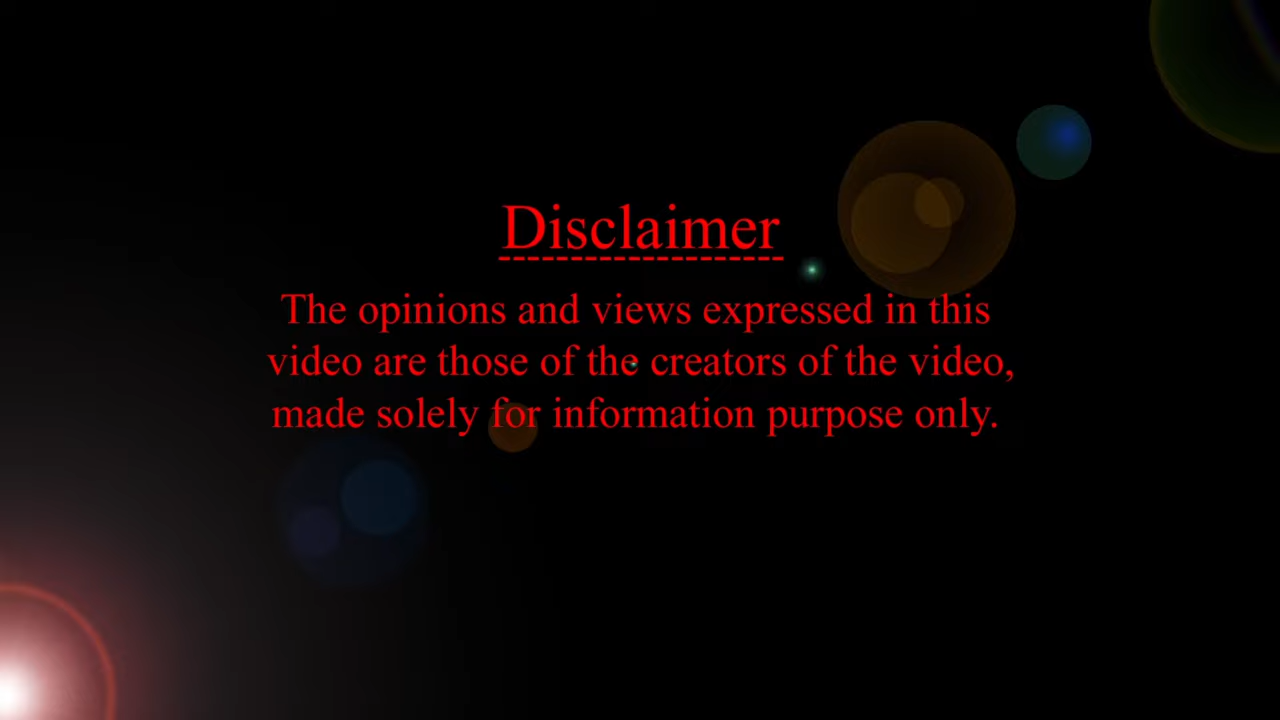 Disclaimer
The opinions and views expressed in this
video are those of the creators of the video,
made solely for information purpose only.